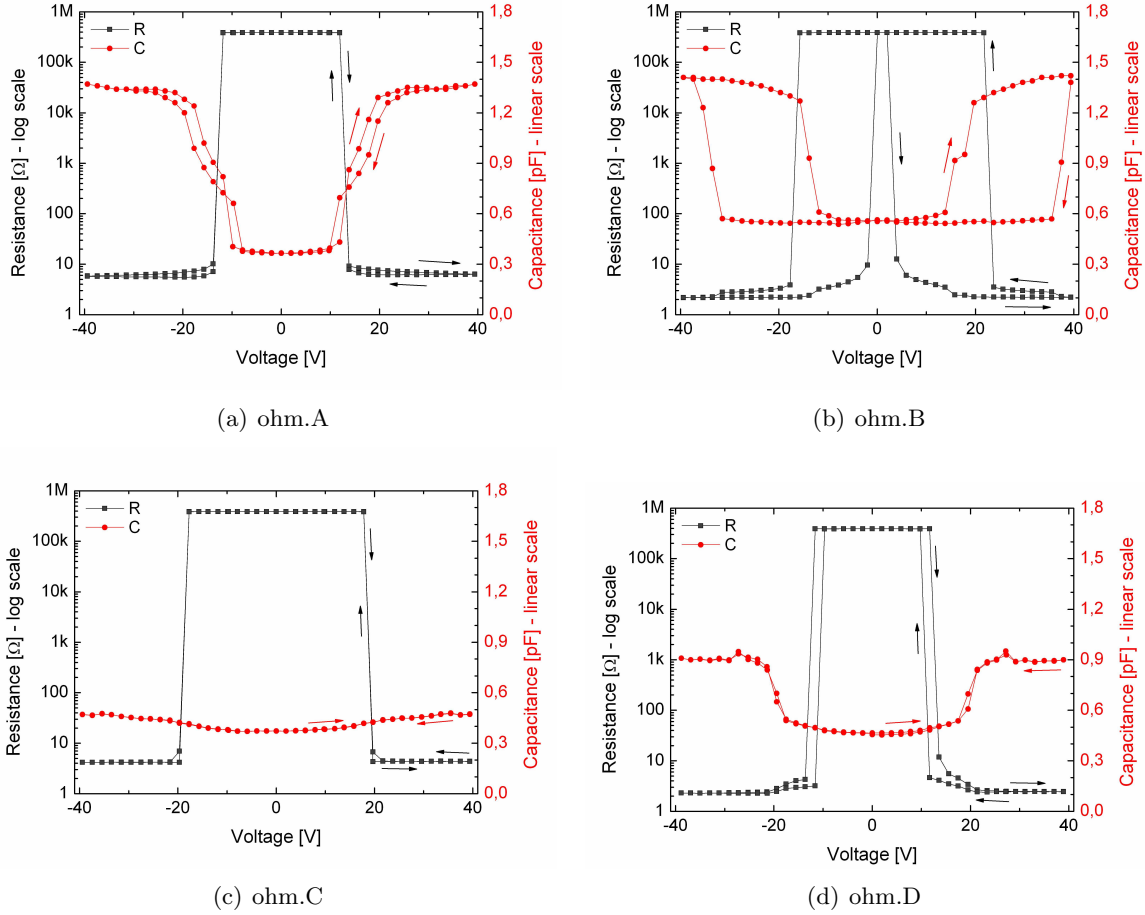 R
C
Resistance [Ω] - log scale
1M
100k
10k
1k
100
10
1
Capacitance [pF] - linear scale
1,8
1,5
1,2
0,9
0,6
0,3
0,0
-40 -20 0 20 40
Voltage [V]
(a) ohm.A
R
C
Resistance [Ω] - log scale
1M
100k
10k
1k
100
10
1
Capacitance [pF] - linear scale
1,8
1,5
1,2
0,9
0,6
0,3
0,0
-40 -20 0 20 40
Voltage [V]
(b) ohm.B
R
C
Resistance [Ω] - log scale
1M
100k
10k
1k
100
10
1
Capacitance [pF] - linear scale
1,8
1,5
1,2
0,9
0,6
0,3
0,0
-40 -20 0 20 40
Voltage [V]
(c) ohm.C
R
C
Resistance [Ω] - log scale
1M
100k
10k
1k
100
10
1
Capacitance [pF] - linear scale
1,8
1,5
1,2
0,9
0,6
0,3
0,0
-40 -20 0 20 40
Voltage [V]
(d) ohm.D